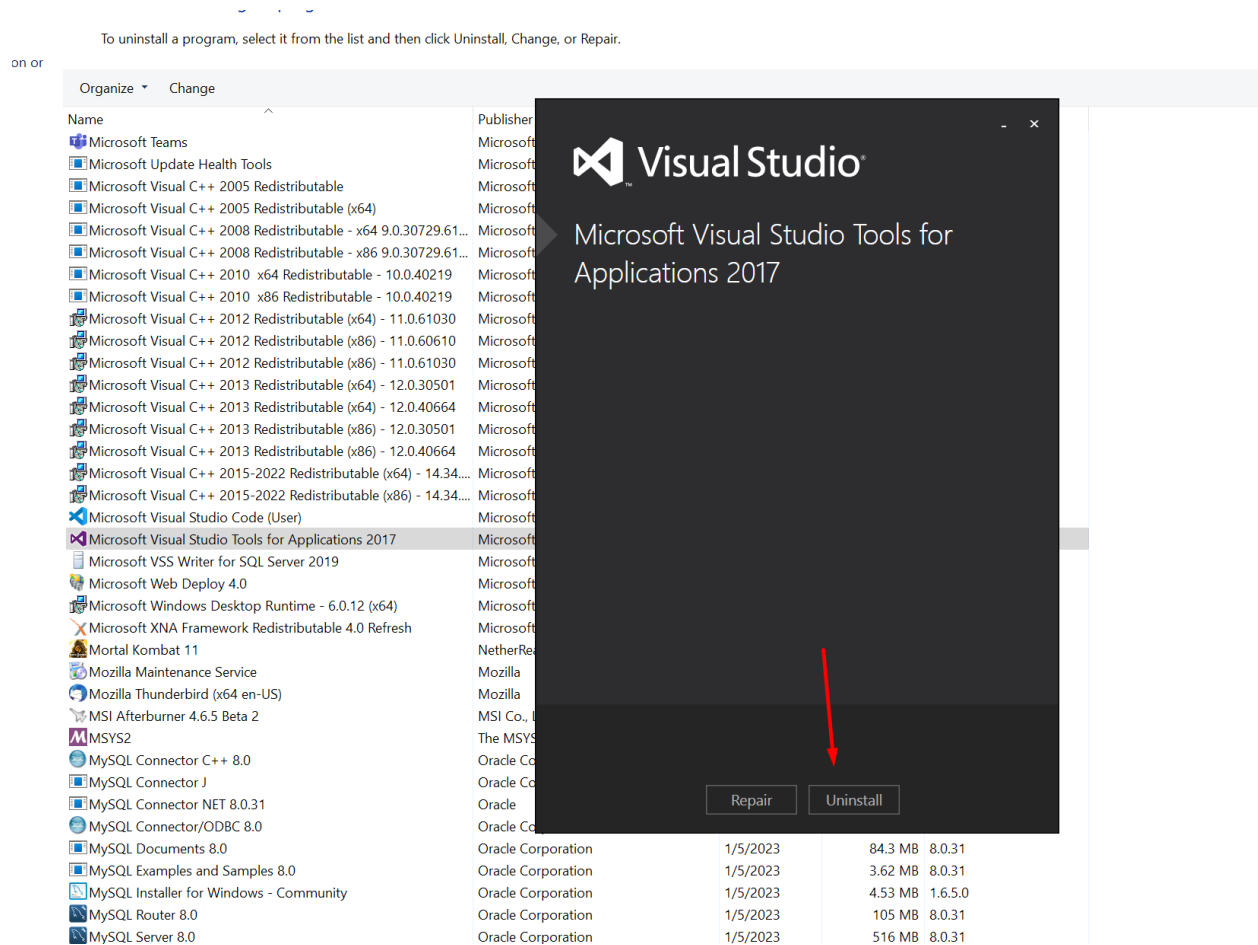 To uninstall a program, select it from the list and then click Uninstall, Change, or Repair.
on or
Organize Change
Name Publisher
Microsoft Teams Microsoft
Microsoft Update Health Tools Microsoft
Microsoft Visual C++ 2005 Redistributable Microsoft
Microsoft Visual C++ 2005 Redistributable (x64) Microsoft
Microsoft Visual C++ 2008 Redistributable - x64 9.0.30729.61... Microsoft
Microsoft Visual C++ 2008 Redistributable - x86 9.0.30729.61... Microsoft
Microsoft Visual C++ 2010 x64 Redistributable - 10.0.40219 Microsoft
Microsoft Visual C++ 2010 x86 Redistributable - 10.0.40219 Microsoft
Microsoft Visual C++ 2012 Redistributable (x64) - 11.0.61030 Microsoft
Microsoft Visual C++ 2012 Redistributable (x86) - 11.0.60610 Microsoft
Microsoft Visual C++ 2012 Redistributable (x86) - 11.0.61030 Microsoft
Microsoft Visual C++ 2013 Redistributable (x64) - 12.0.30501 Microsoft
Microsoft Visual C++ 2013 Redistributable (x64) - 12.0.40664 Microsoft
Microsoft Visual C++ 2013 Redistributable (x86) - 12.0.30501 Microsoft
Microsoft Visual C++ 2013 Redistributable (x86) - 12.0.40664 Microsoft
Microsoft Visual C++ 2015-2022 Redistributable (x64) - 14.34.... Microsoft
Microsoft Visual C++ 2015-2022 Redistributable (x86) - 14.34.... Microsoft
Microsoft Visual Studio Code (User) Microsoft
Microsoft Visual Studio Tools for Applications 2017 Microsoft
Microsoft VSS Writer for SQL Server 2019 Microsoft
Microsoft Web Deploy 4.0 Microsoft
Microsoft Windows Desktop Runtime - 6.0.12 (x64) Microsoft
Microsoft XNA Framework Redistributable 4.0 Refresh Microsoft
Mortal Kombat 11 NetherRea
Mozilla Maintenance Service Mozilla
Mozilla Thunderbird (x64 en-US) Mozilla
MSI Afterburner 4.6.5 Beta 2 MSI Co., L
MSYS2 The MSYS
MySQL Connector C++ 8.0 Oracle Co
MySQL Connector J Oracle Co
MySQL Connector NET 8.0.31 Oracle
MySQL Connector/ODBC 8.0 Oracle Corporation
MySQL Documents 8.0 Oracle Corporation 1/5/2023 84.3 MB 8.0.31
MySQL Examples and Samples 8.0 Oracle Corporation 1/5/2023 3.62 MB 8.0.31
MySQL Installer for Windows - Community Oracle Corporation 1/5/2023 4.53 MB 1.6.5.0
MySQL Router 8.0 Oracle Corporation 1/5/2023 105 MB 8.0.31
MySQL Server 8.0 Oracle Corporation 1/5/2023 516 MB 8.0.31
Visual Studio®
™
Microsoft Visual Studio Tools for
Applications 2017
Repair Uninstall